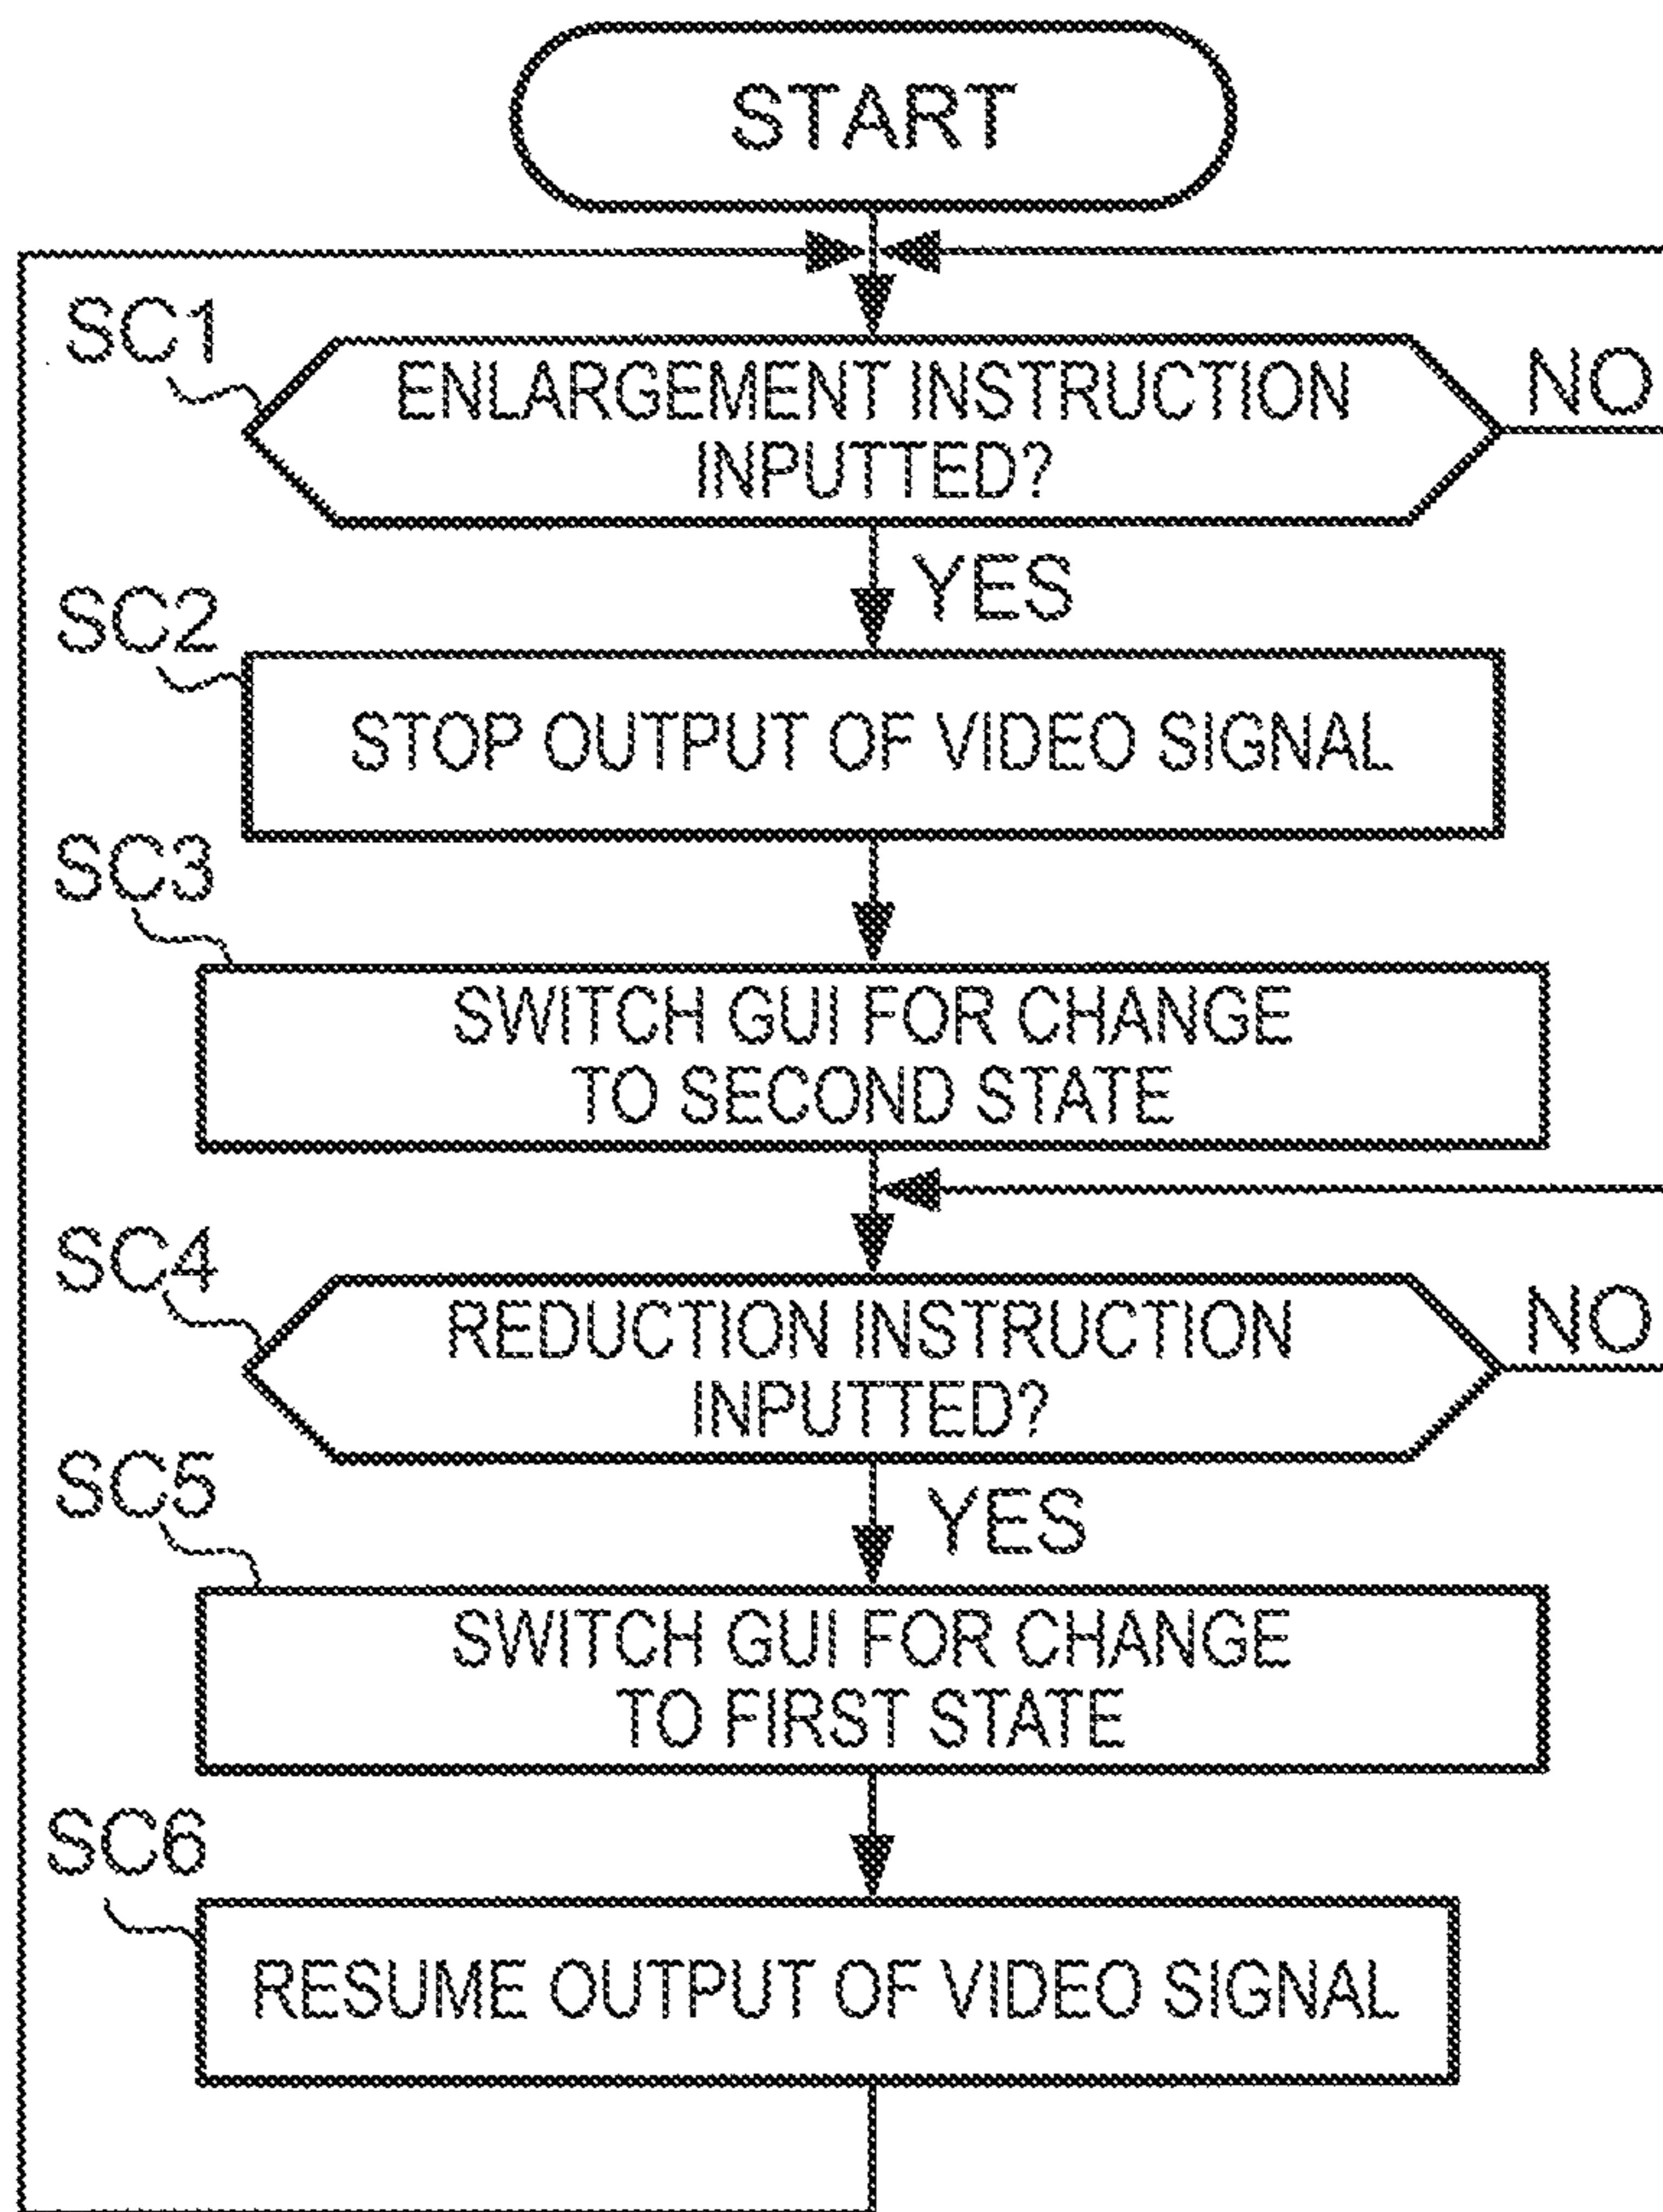 START
SC1
ENLARGEMENT INSTRUCTION
INPUTTED?
NO
YES
SC2
STOP OUTPUT OF VIDEO SIGNAL
SC3
SWITCH GUI FOR CHANGE
TO SECOND STATE
SC4
REDUCTION INSTRUCTION
INPUTTED?
NO
YES
SC5
SWITCH GUI FOR CHANGE
TO FIRST STATE
SC6
RESUME OUTPUT OF VIDEO SIGNAL